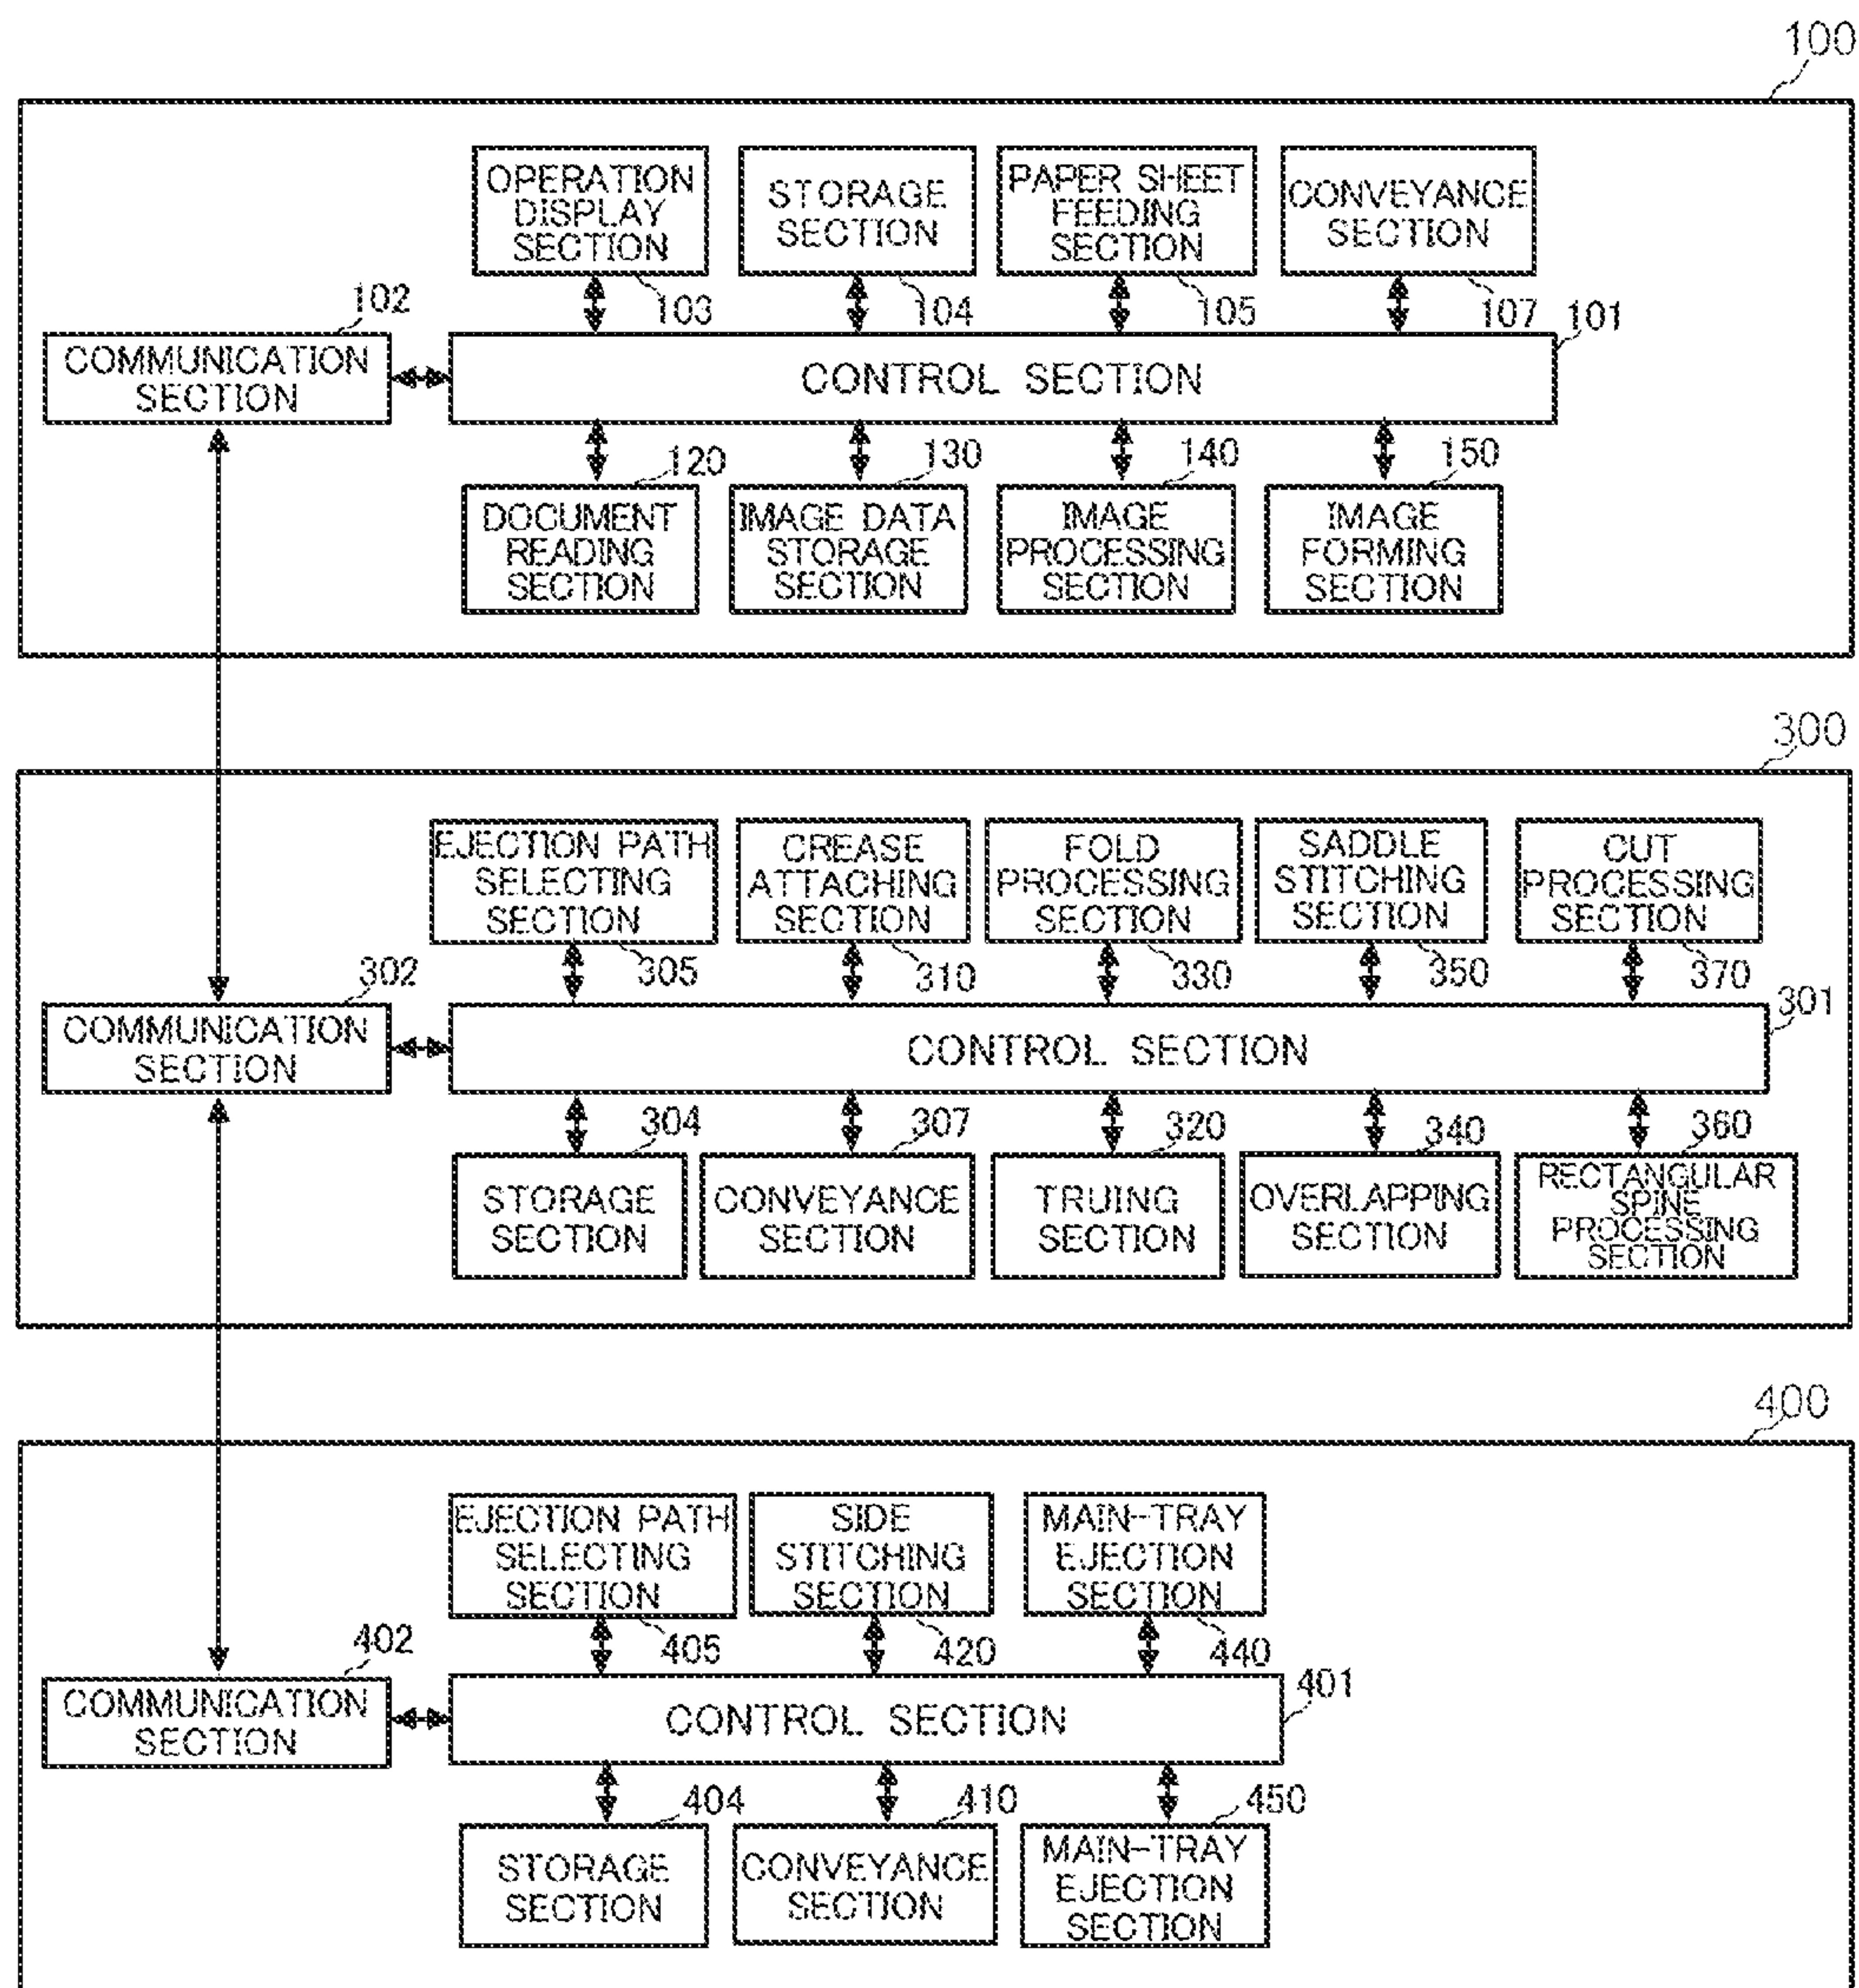 100
OPERATION
DISPLAY
SECTION
STORAGE
SECTION
PAPER SHEET
FEEDING
SECTION
CONVEYANCE
SECTION
102
103
104
105
107
101
COMMUNICATION
SECTION
CONTROL SECTION
120
130
140
150
DOCUMENT
READING
SECTION
IMAGE DATA
STORAGE
SECTION
IMAGE
PROCESSING
SECTION
IMAGE
FORMING
SECTION
300
EJECTION PATH
SELECTING
SECTION
CREASE
ATTACHING
SECTION
FOLD
PROCESSING
SECTION
SADDLE
STITCHING
SECTION
CUT
PROCESSING
SECTION
302
305
310
330
350
370
301
COMMUNICATION
SECTION
CONTROL SECTION
304
307
320
340
360
STORAGE
SECTION
CONVEYANCE
SECTION
TRUING
SECTION
OVERLAPPING
SECTION
RECTANGULAR
SPINE
PROCESSING
SECTION
400
EJECTION PATH
SELECTING
SECTION
SIDE
STITCHING
SECTION
MAIN-TRAY
EJECTION
SECTION
402
405
420
440
401
COMMUNICATION
SECTION
CONTROL SECTION
404
410
450
STORAGE
SECTION
CONVEYANCE
SECTION
MAIN-TRAY
EJECTION
SECTION